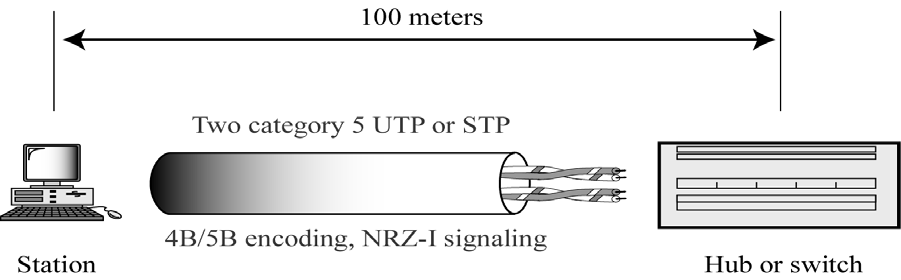 100 meters
Two category 5 UTP or STP
4B/5B encoding, NRZ-I signaling
Station
Hub or switch